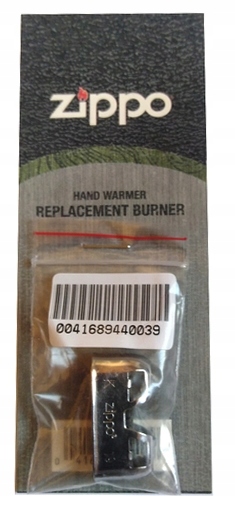 zippo
HAND WARMER
REPLACEMENT BURNER
0041689440039
zippo